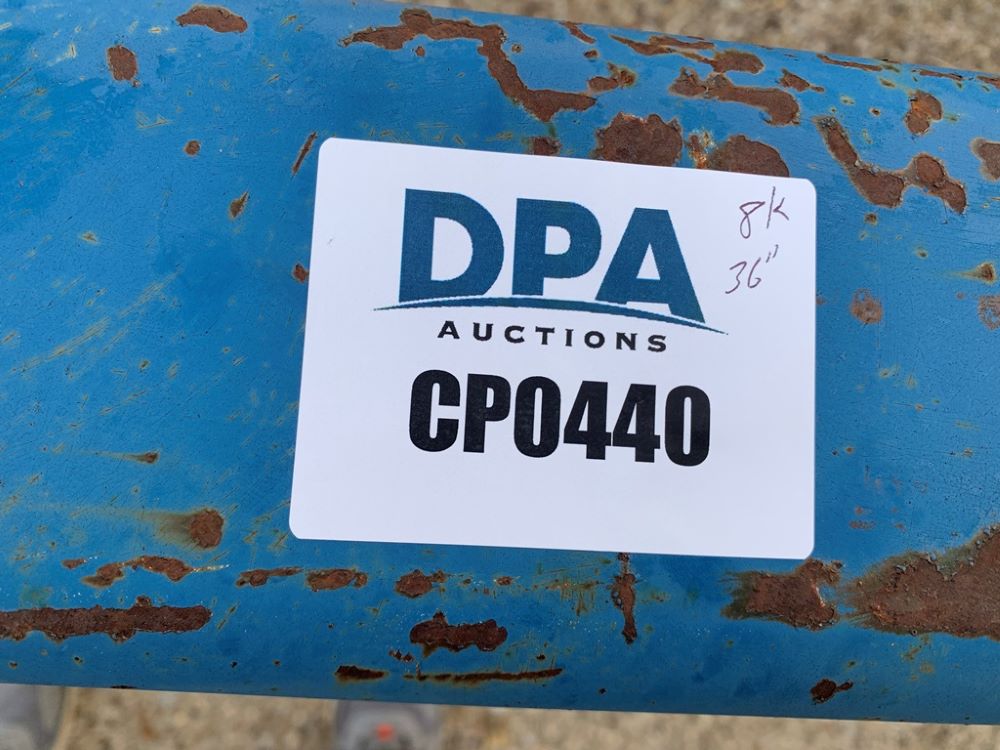 DPA
AUCTIONS
8K
36"
CP0440